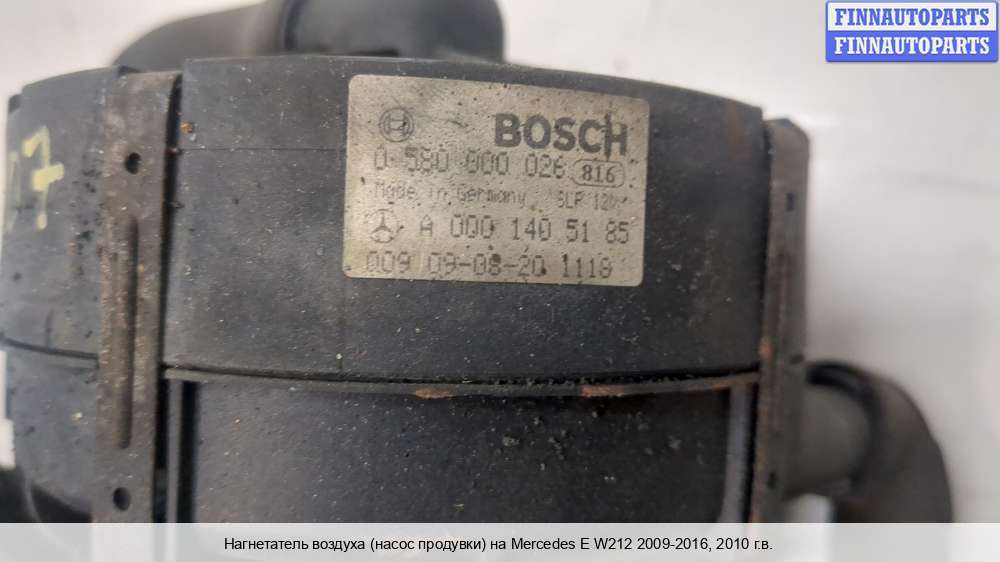 FINNAUTOPARTS
FINNAUTOPARTS
07
BOSCH
0 580 000 026 816
Made in Germany SLP 12V
A 000 140 51 85
009 09-08-20 1118
Нагнетатель воздуха (насос продувки) на Mercedes E W212 2009-2016, 2010 г.в.